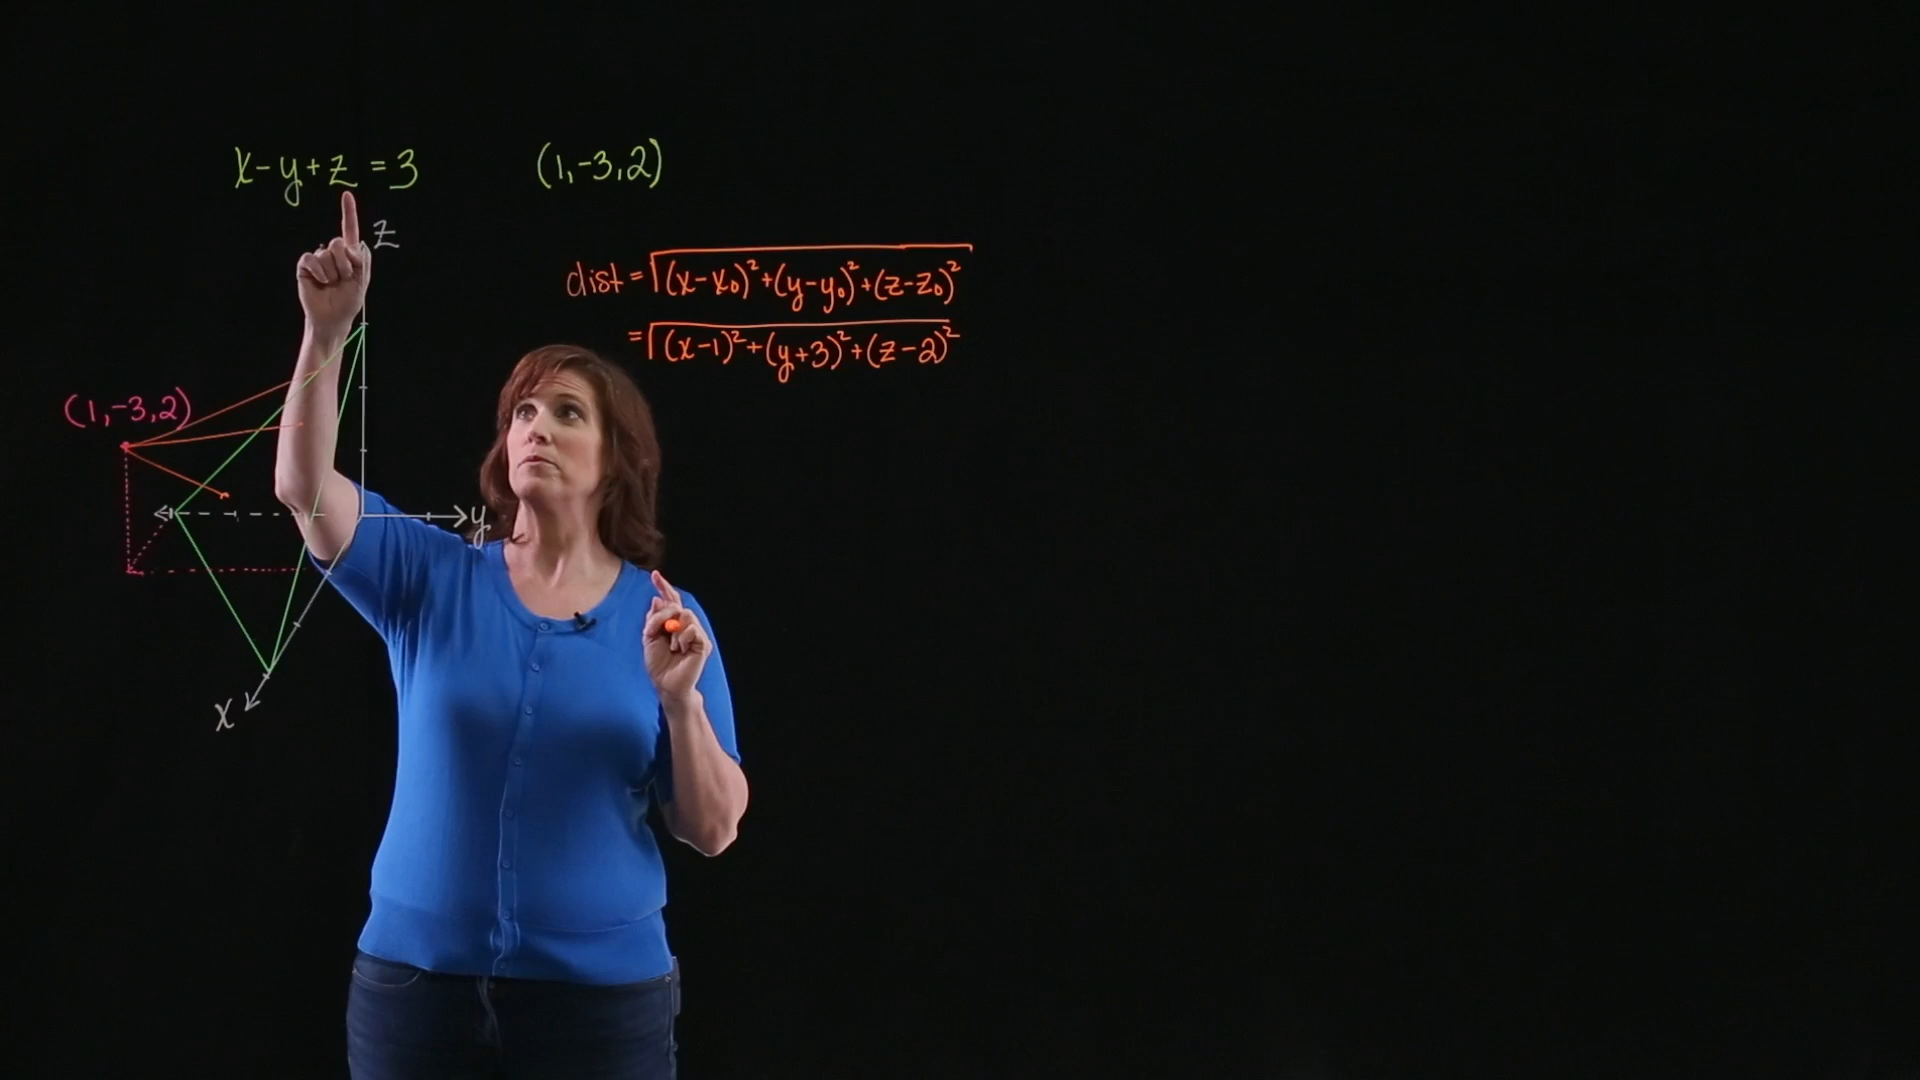 x-y+z=3
(1,-3,2)
z
dist = √(x-x₀)²+(y-y₀)²+(z-z₀)²
= √(x-1)²+(y+3)²+(z-2)²
(1,-3,2)
y
x